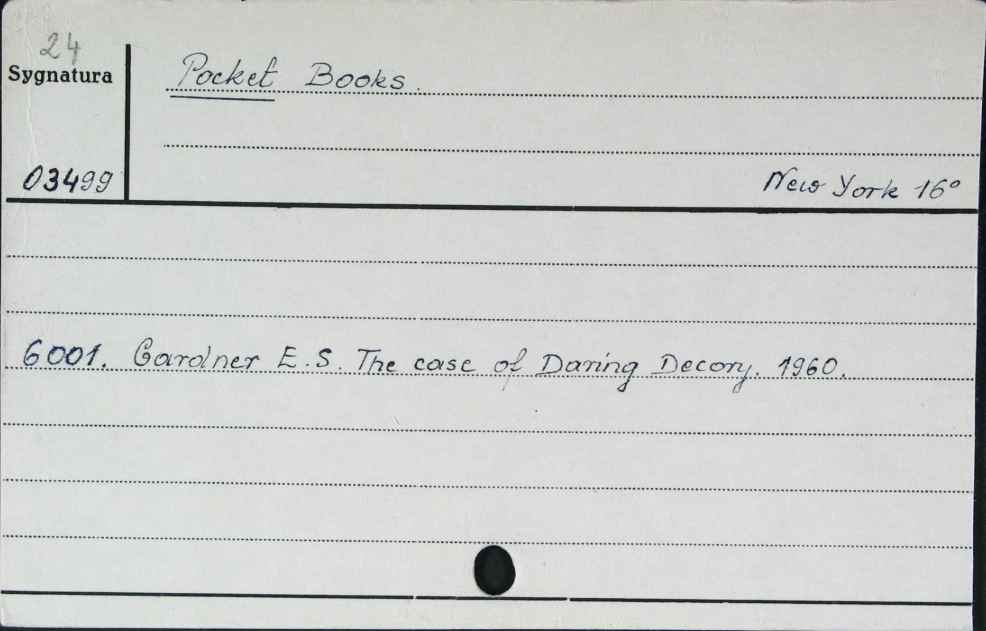 24
Sygnatura
Pocket Books.
03499
New York 16°
6001. Gardner E.S. The case of Daring Decory. 1960.